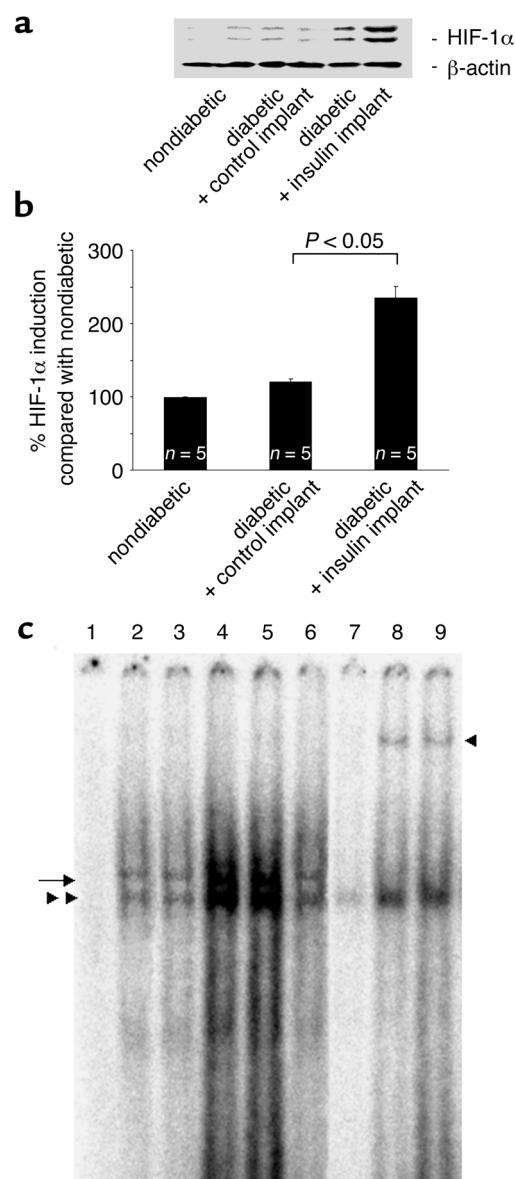 a
- HIF-1α
- β-actin
nondiabetic
diabetic
+ control implant
diabetic
+ insulin implant
b
% HIF-1α induction
compared with nondiabetic
300
200
100
0
P < 0.05
n = 5
n = 5
n = 5
nondiabetic
diabetic
+ control implant
diabetic
+ insulin implant
c
1 2 3 4 5 6 7 8 9